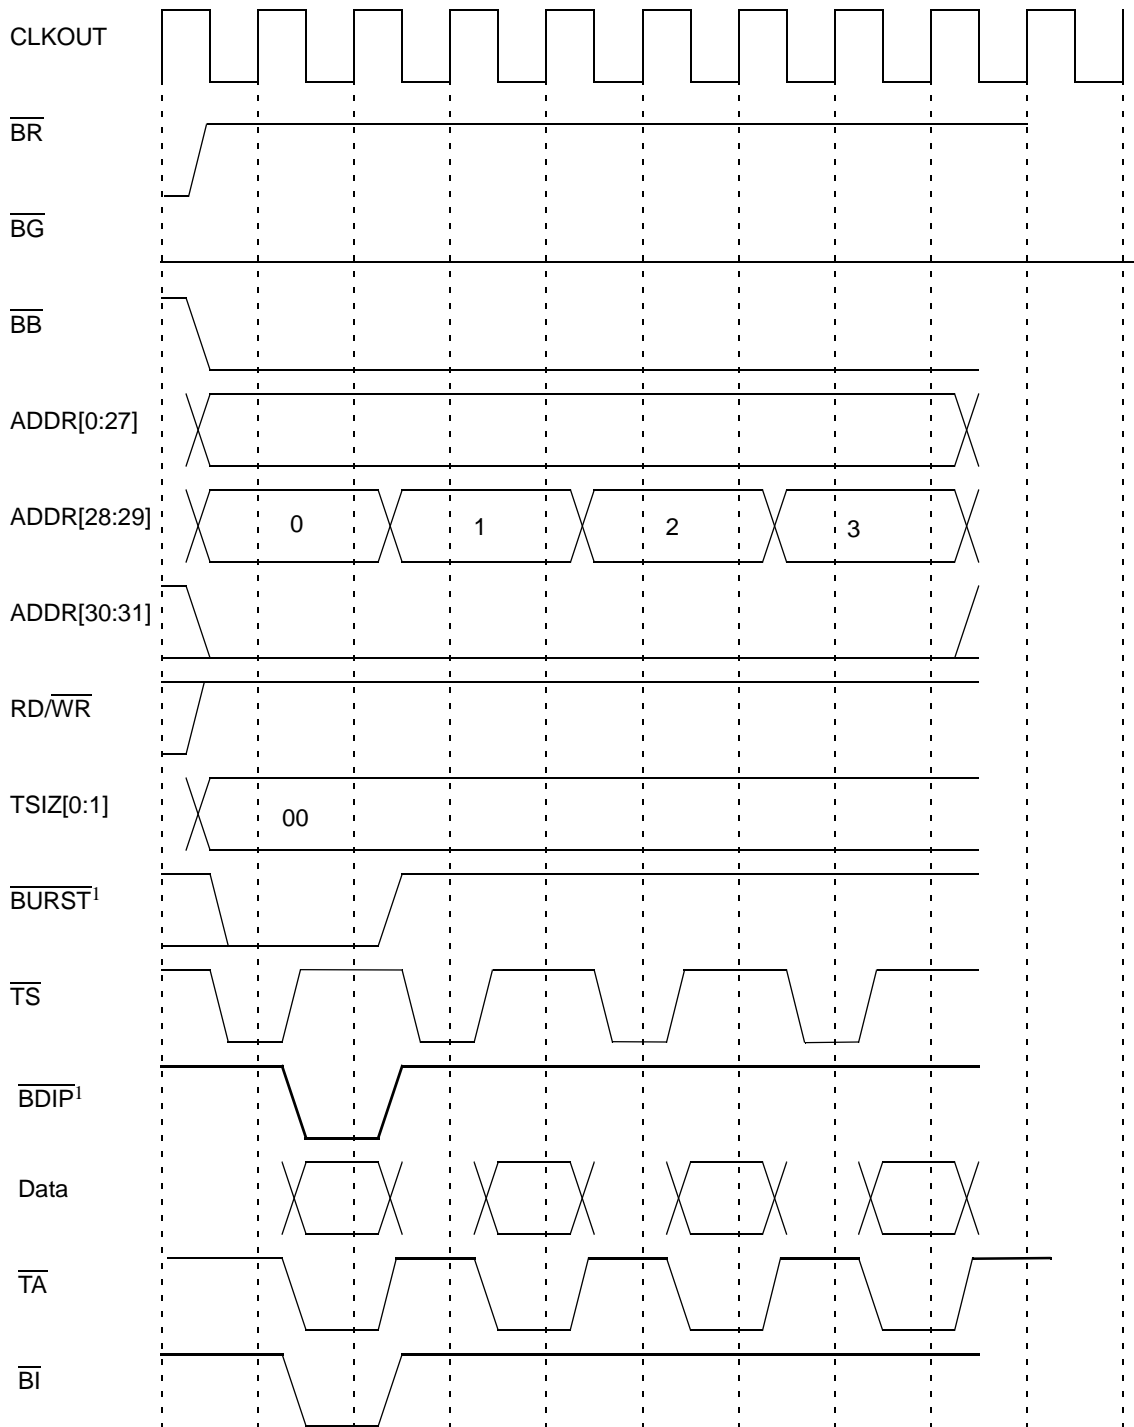 CLKOUT
BR
BG
BB
ADDR[0:27]
ADDR[28:29] 0 1 2 3
ADDR[30:31]
RD/WR
TSIZ[0:1] 00
BURST1
TS
BDIP1
Data
TA
BI